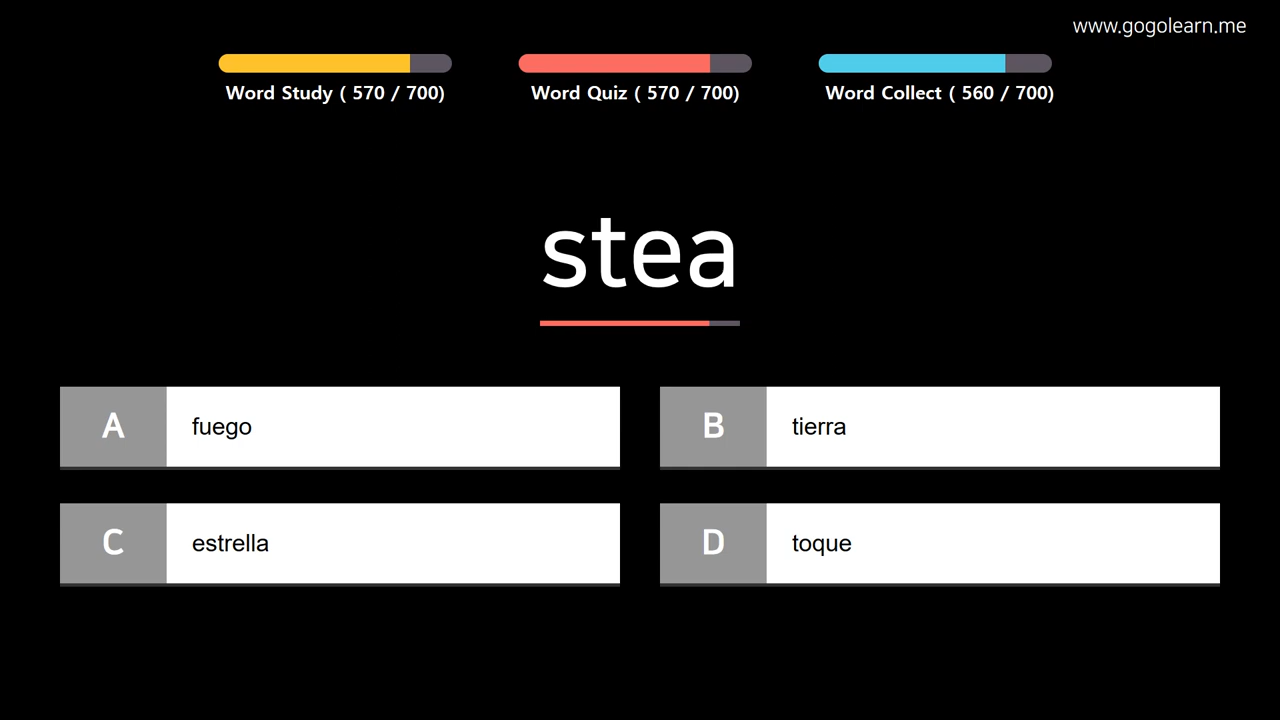 www.gogolearn.me
Word Study ( 570 / 700)
Word Quiz ( 570 / 700)
Word Collect ( 560 / 700)
stea
A
fuego
B
tierra
C
estrella
D
toque